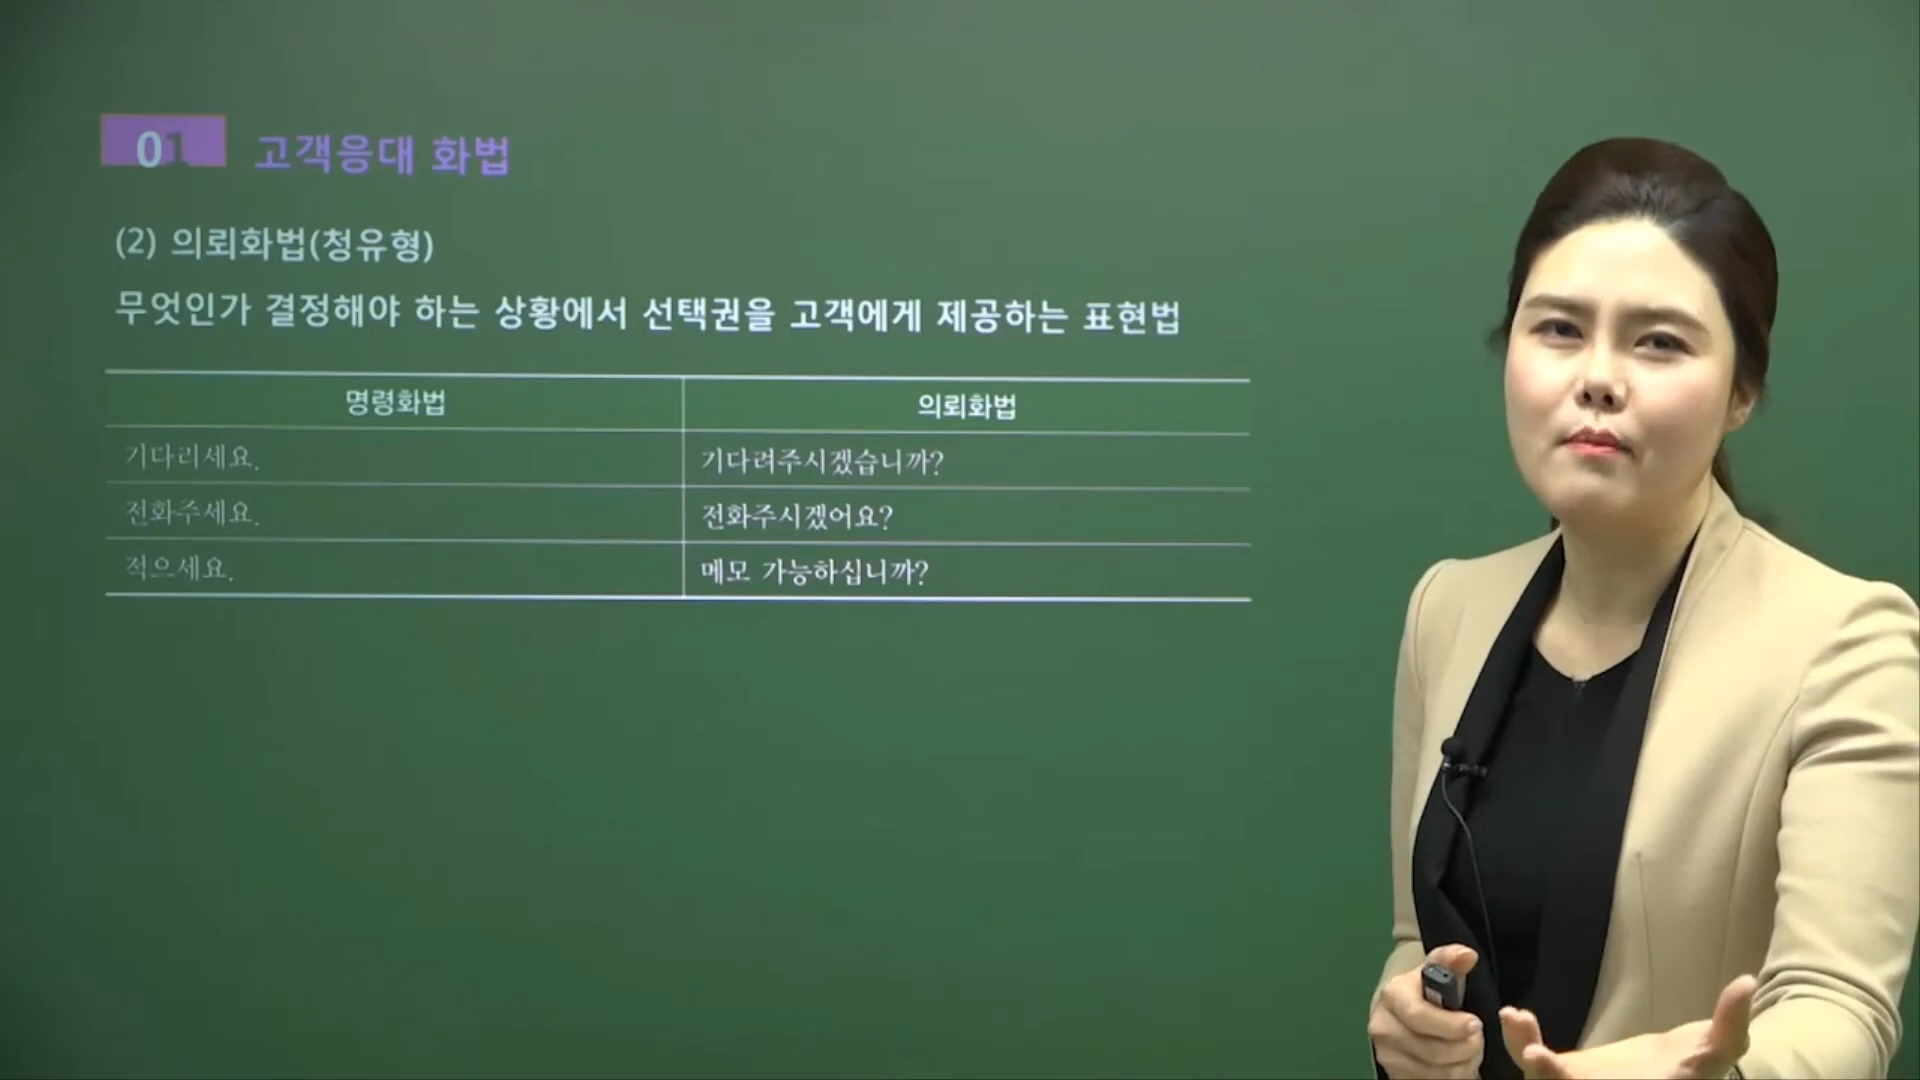 01 고객응대 화법
(2) 의뢰화법(청유형)
무엇인가 결정해야 하는 상황에서 선택권을 고객에게 제공하는 표현법
명령화법 의뢰화법
기다리세요. 기다려주시겠습니까?
전화주세요. 전화주시겠어요?
적으세요. 메모 가능하십니까?